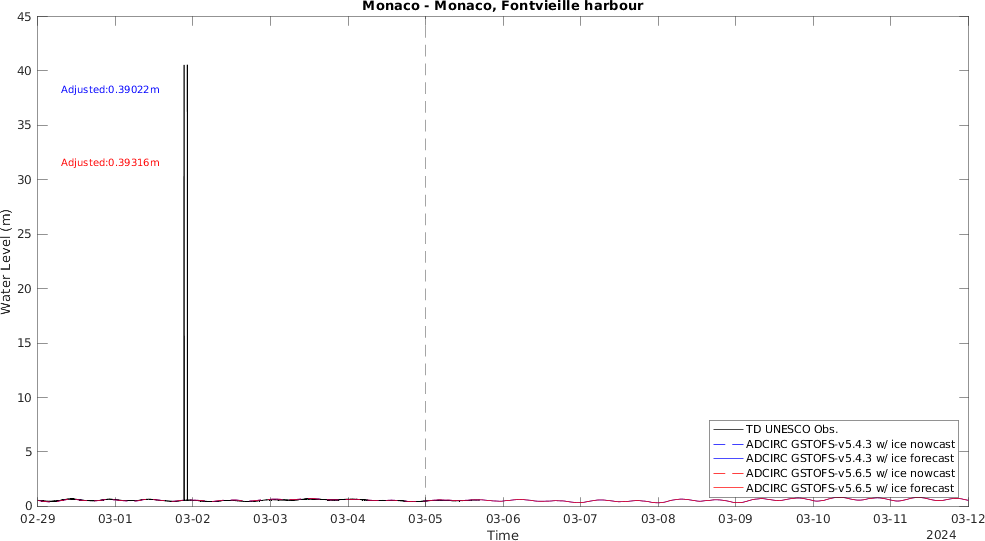 Monaco - Monaco, Fontvieille harbour
45
40
35
30
25
20
15
10
5
0
Water Level (m)
Adjusted:0.39022m
Adjusted:0.39316m
TD UNESCO Obs.
ADCIRC GSTOFS-v5.4.3 w/ ice nowcast
ADCIRC GSTOFS-v5.4.3 w/ ice forecast
ADCIRC GSTOFS-v5.6.5 w/ ice nowcast
ADCIRC GSTOFS-v5.6.5 w/ ice forecast
02-29 03-01 03-02 03-03 03-04 03-05 03-06 03-07 03-08 03-09 03-10 03-11 03-12
Time
2024